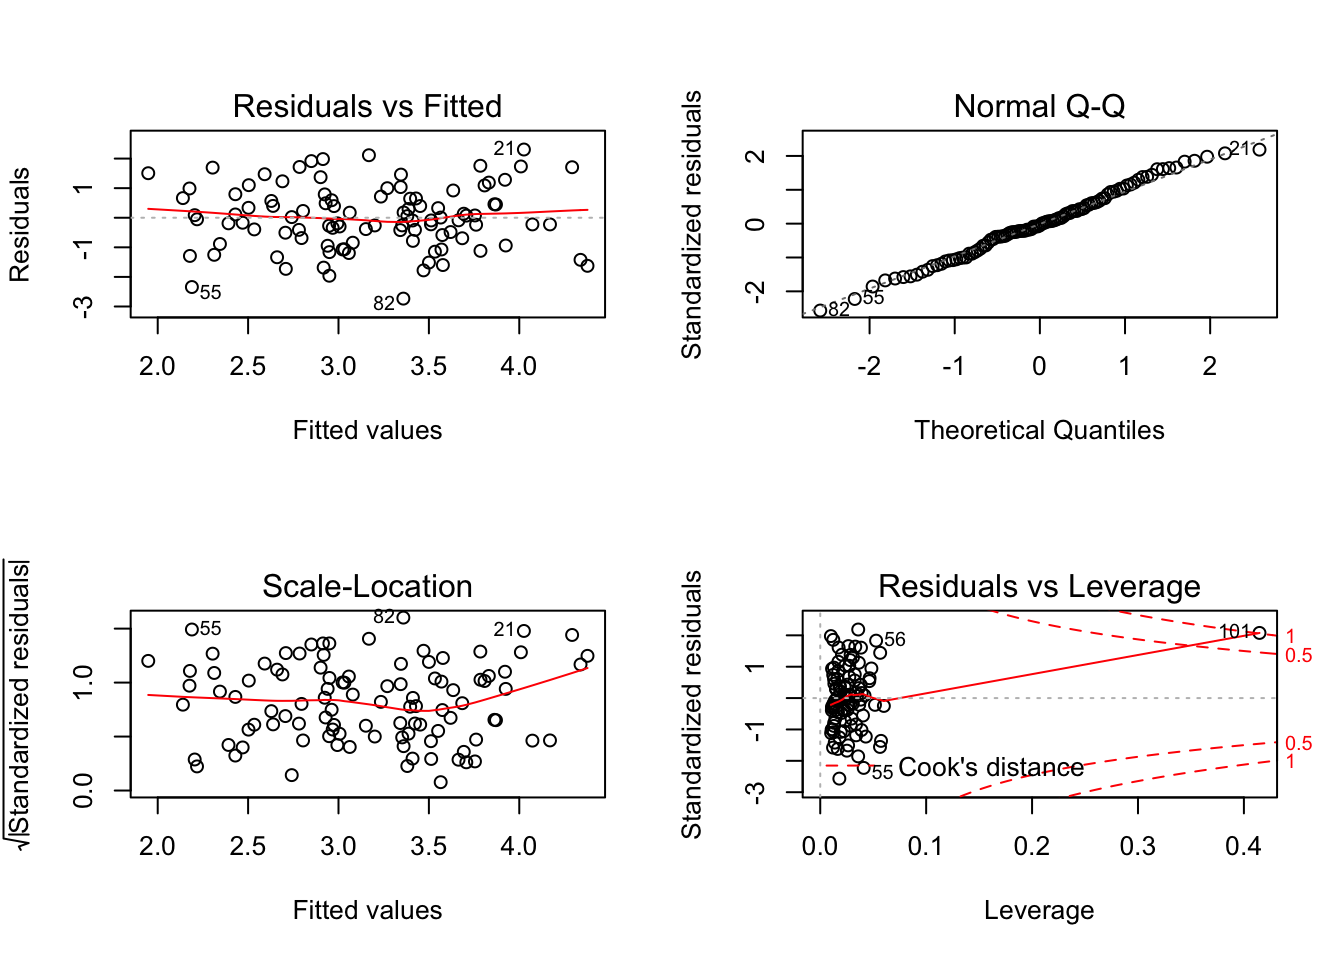 Residuals vs Fitted
Residuals
1
-1
-3
21
55
82
2.0 2.5 3.0 3.5 4.0
Fitted values
Normal Q-Q
Standardized residuals
2
0
-2
21
55
82
-2 -1 0 1 2
Theoretical Quantiles
Scale-Location
√|Standardized residuals|
1.0
0.0
82
55
21
2.0 2.5 3.0 3.5 4.0
Fitted values
Residuals vs Leverage
Standardized residuals
1
-1
-3
101
56
1
0.5
0.5
1
55
Cook's distance
0.0 0.1 0.2 0.3 0.4
Leverage